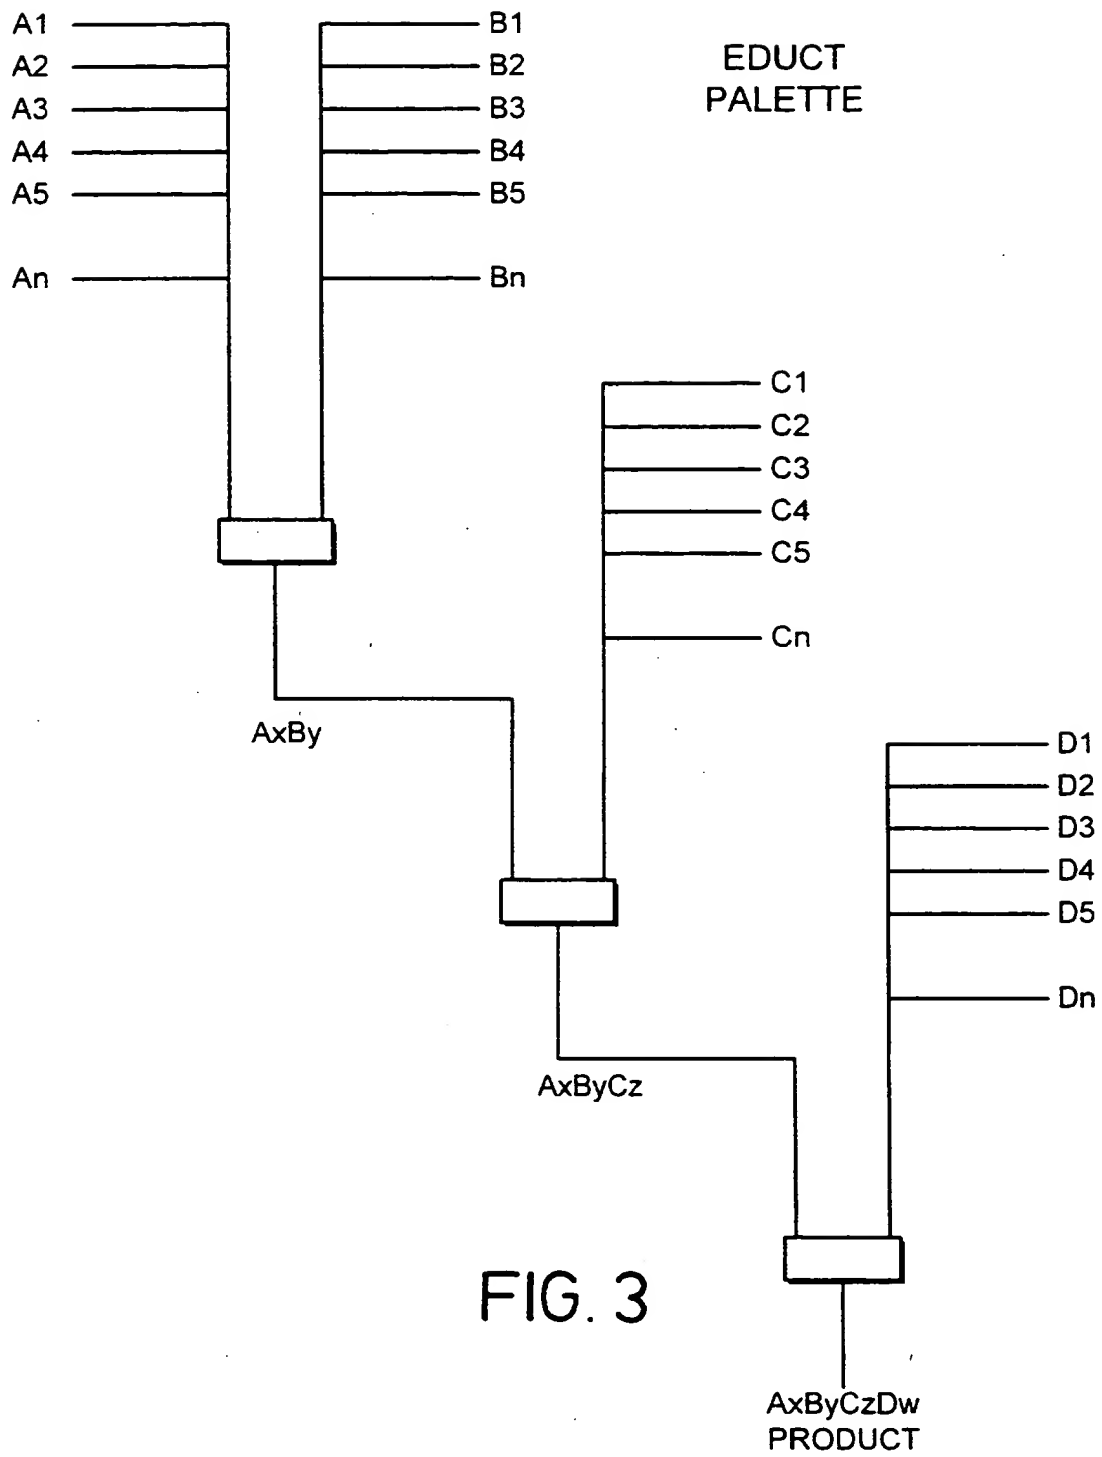 A1
A2
A3
A4
A5
An
B1
B2
B3
B4
B5
Bn
EDUCT
PALETTE
C1
C2
C3
C4
C5
Cn
AxBy
D1
D2
D3
D4
D5
Dn
AxByCz
FIG. 3
AxByCzDw
PRODUCT